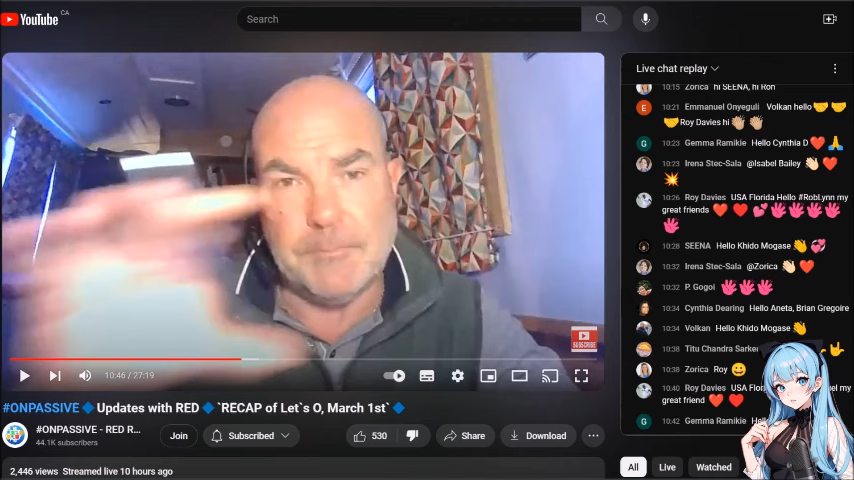 YouTube CA
Search
Live chat replay
10:15 Zorica hi SEENA, hi Ron
10:21 Emmanuel Onyeguli Volkan hello 🤝🤝
🤝Roy Davies hi 👋🏼👋🏼
10:23 Gemma Ramikie Hello Cynthia D ❤️🙏
10:23 Irena Stec-Sala @Isabel Bailey 👋🏻❤️
💥
10:26 Roy Davies USA Florida Hello #RobLynn my
great friends ❤️❤️💕
10:28 SEENA Hello Khido Mogase 👋💞
10:32 Irena Stec-Sala @Zorica 👋🏻❤️
10:32 P. Gogoi
10:34 Cynthia Dearing Hello Aneta, Brian Gregoire
10:34 Volkan Hello Khido Mogase 👋
10:38 Titu Chandra Sarker
10:38 Zorica Roy 😀
10:40 Roy Davies USA my
great friend ❤️❤️
10:42 Gemma Ramikie
SUBSCRIBE
10:46 / 27:19
#ONPASSIVE🔷Updates with RED🔷`RECAP of Let`s O, March 1st`🔷
#ONPASSIVE - RED R...
44.1K subscribers
Join
Subscribed
530
Share
Download
2,446 views Streamed live 10 hours ago
All
Live
Watched